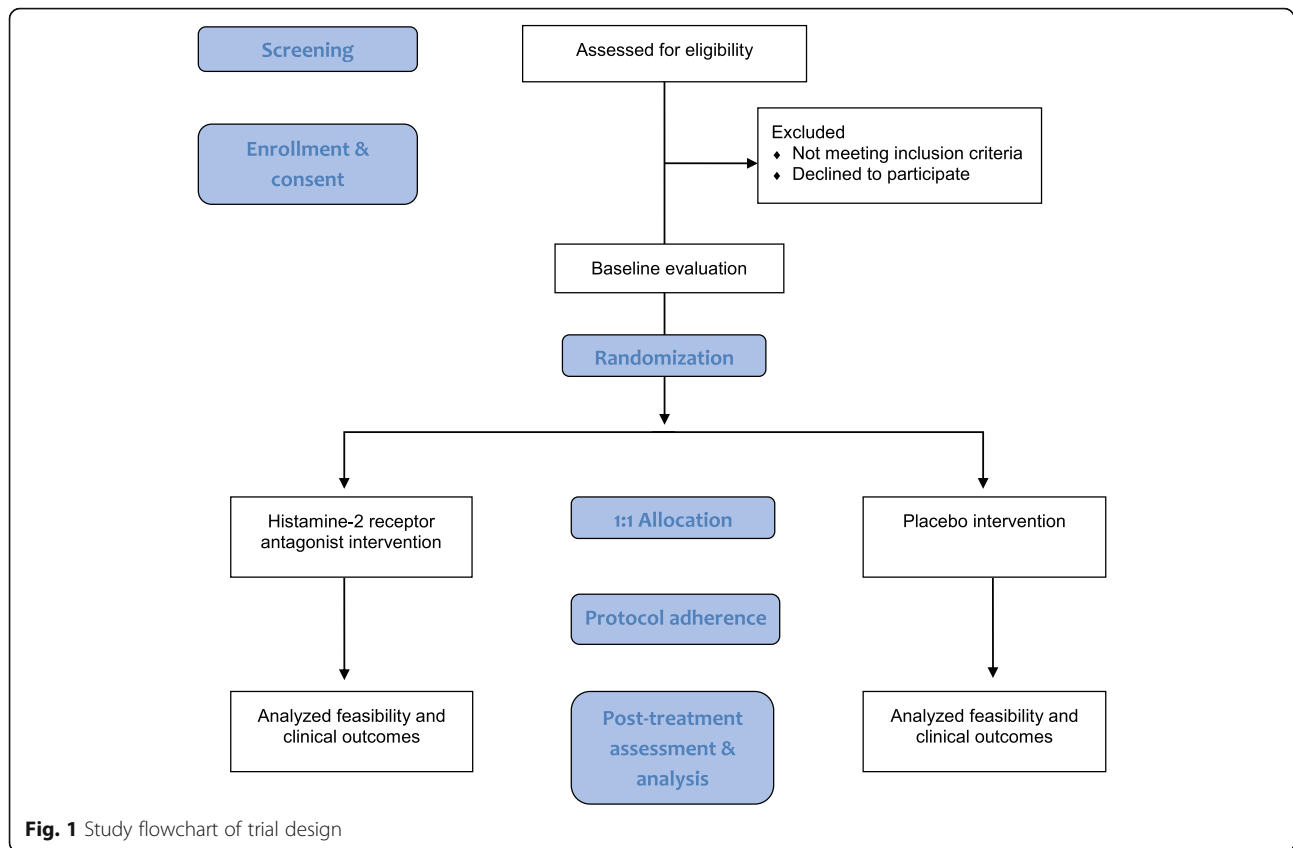 Screening
Assessed for eligibility
Enrollment &
consent
Excluded
♦ Not meeting inclusion criteria
♦ Declined to participate
Baseline evaluation
Randomization
Histamine-2 receptor
antagonist intervention
1:1 Allocation
Placebo intervention
Protocol adherence
Analyzed feasibility and
clinical outcomes
Post-treatment
assessment &
analysis
Analyzed feasibility and
clinical outcomes
Fig. 1 Study flowchart of trial design